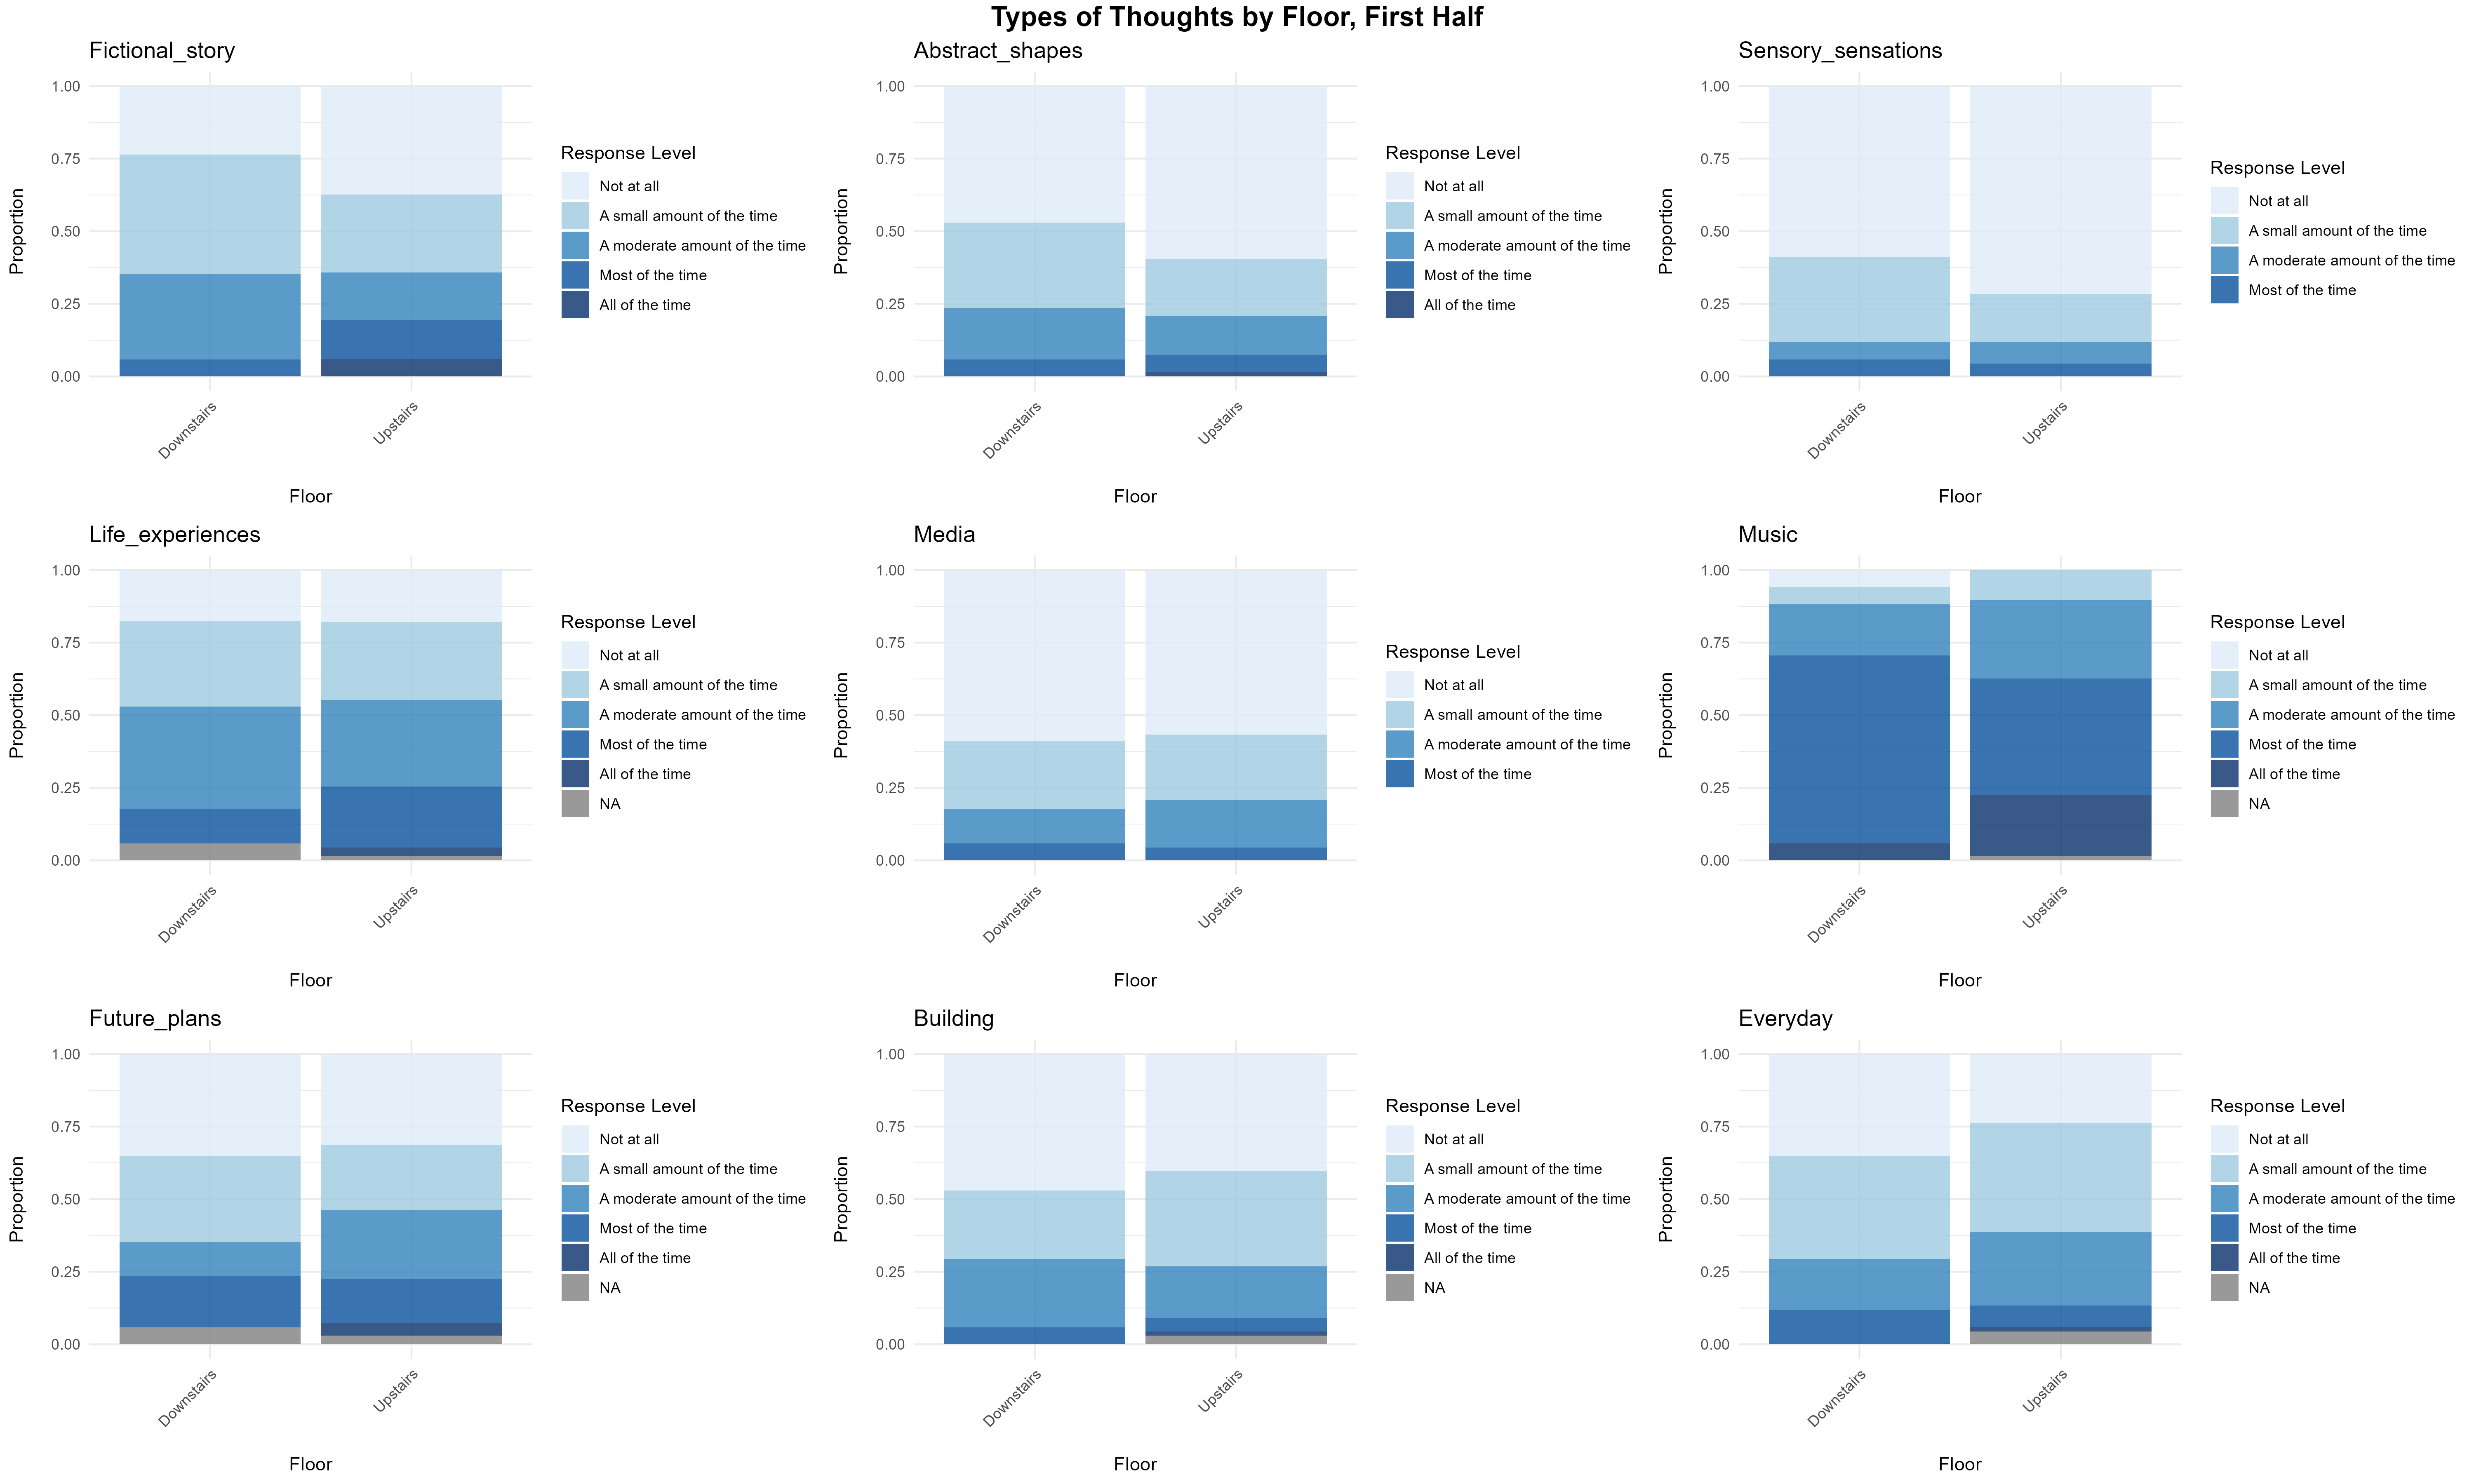 Types of Thoughts by Floor, First Half
Fictional_story
1.00
0.75
0.50
0.25
0.00
Proportion
Downstairs
Upstairs
Floor
Response Level
Not at all
A small amount of the time
A moderate amount of the time
Most of the time
All of the time
Abstract_shapes
1.00
0.75
0.50
0.25
0.00
Proportion
Downstairs
Upstairs
Floor
Response Level
Not at all
A small amount of the time
A moderate amount of the time
Most of the time
All of the time
Sensory_sensations
1.00
0.75
0.50
0.25
0.00
Proportion
Downstairs
Upstairs
Floor
Response Level
Not at all
A small amount of the time
A moderate amount of the time
Most of the time
Life_experiences
1.00
0.75
0.50
0.25
0.00
Proportion
Downstairs
Upstairs
Floor
Response Level
Not at all
A small amount of the time
A moderate amount of the time
Most of the time
All of the time
NA
Media
1.00
0.75
0.50
0.25
0.00
Proportion
Downstairs
Upstairs
Floor
Response Level
Not at all
A small amount of the time
A moderate amount of the time
Most of the time
Music
1.00
0.75
0.50
0.25
0.00
Proportion
Downstairs
Upstairs
Floor
Response Level
Not at all
A small amount of the time
A moderate amount of the time
Most of the time
All of the time
NA
Future_plans
1.00
0.75
0.50
0.25
0.00
Proportion
Downstairs
Upstairs
Floor
Response Level
Not at all
A small amount of the time
A moderate amount of the time
Most of the time
All of the time
NA
Building
1.00
0.75
0.50
0.25
0.00
Proportion
Downstairs
Upstairs
Floor
Response Level
Not at all
A small amount of the time
A moderate amount of the time
Most of the time
All of the time
NA
Everyday
1.00
0.75
0.50
0.25
0.00
Proportion
Downstairs
Upstairs
Floor
Response Level
Not at all
A small amount of the time
A moderate amount of the time
Most of the time
All of the time
NA